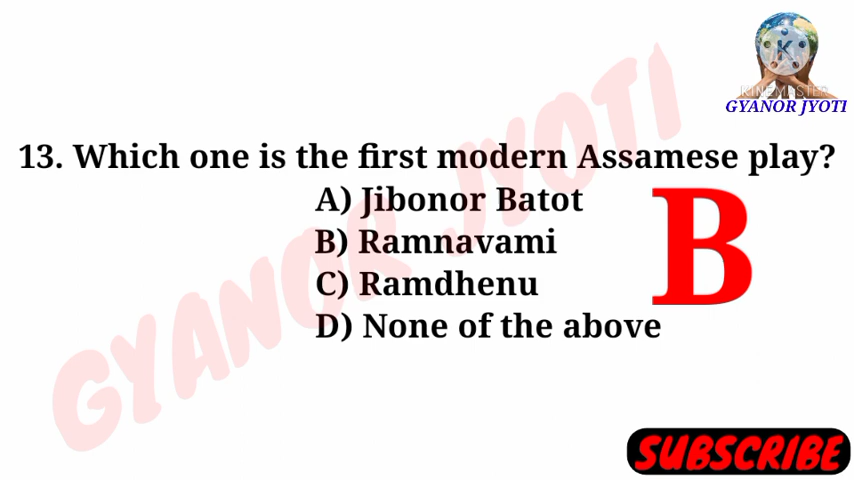 K
KINEMASTER
GYANOR JYOTI
13. Which one is the first modern Assamese play?
A) Jibonor Batot
B) Ramnavami
C) Ramdhenu
D) None of the above
B
GYANOR JYOTI
SUBSCRIBE